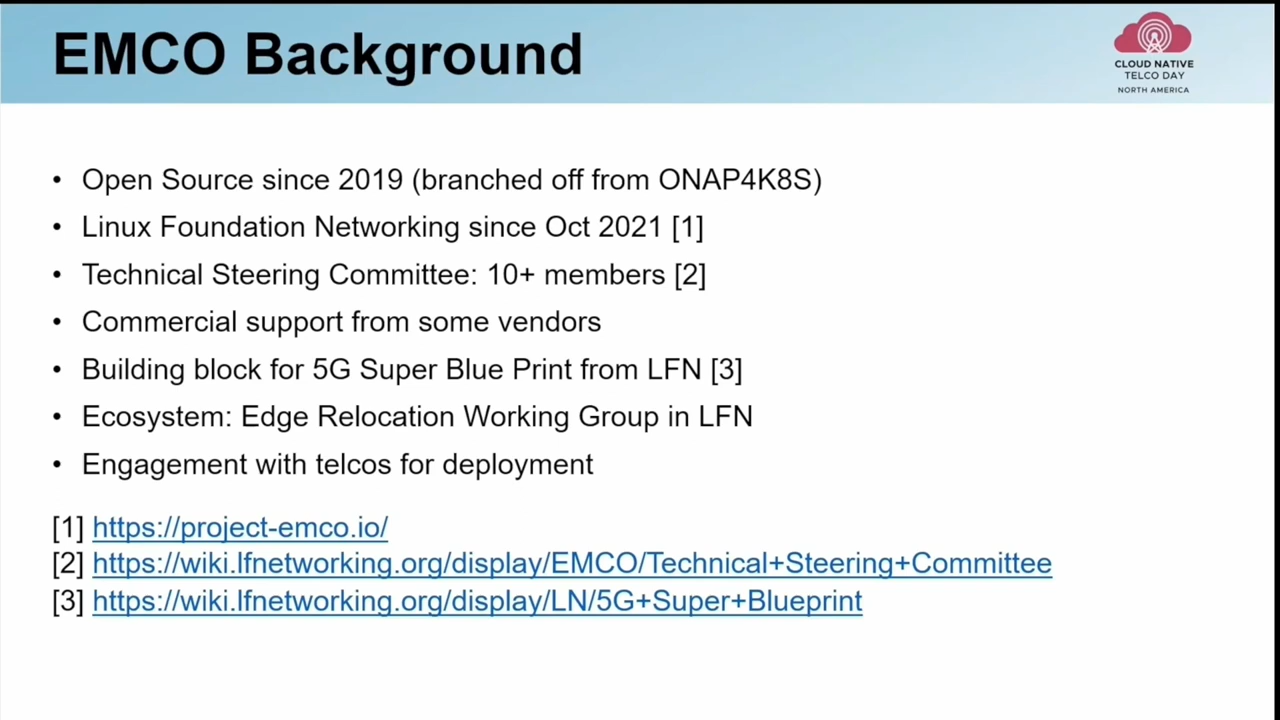 EMCO Background
CLOUD NATIVE
TELCO DAY
NORTH AMERICA
• Open Source since 2019 (branched off from ONAP4K8S)
• Linux Foundation Networking since Oct 2021 [1]
• Technical Steering Committee: 10+ members [2]
• Commercial support from some vendors
• Building block for 5G Super Blue Print from LFN [3]
• Ecosystem: Edge Relocation Working Group in LFN
• Engagement with telcos for deployment
[1] https://project-emco.io/
[2] https://wiki.lfnetworking.org/display/EMCO/Technical+Steering+Committee
[3] https://wiki.lfnetworking.org/display/LN/5G+Super+Blueprint